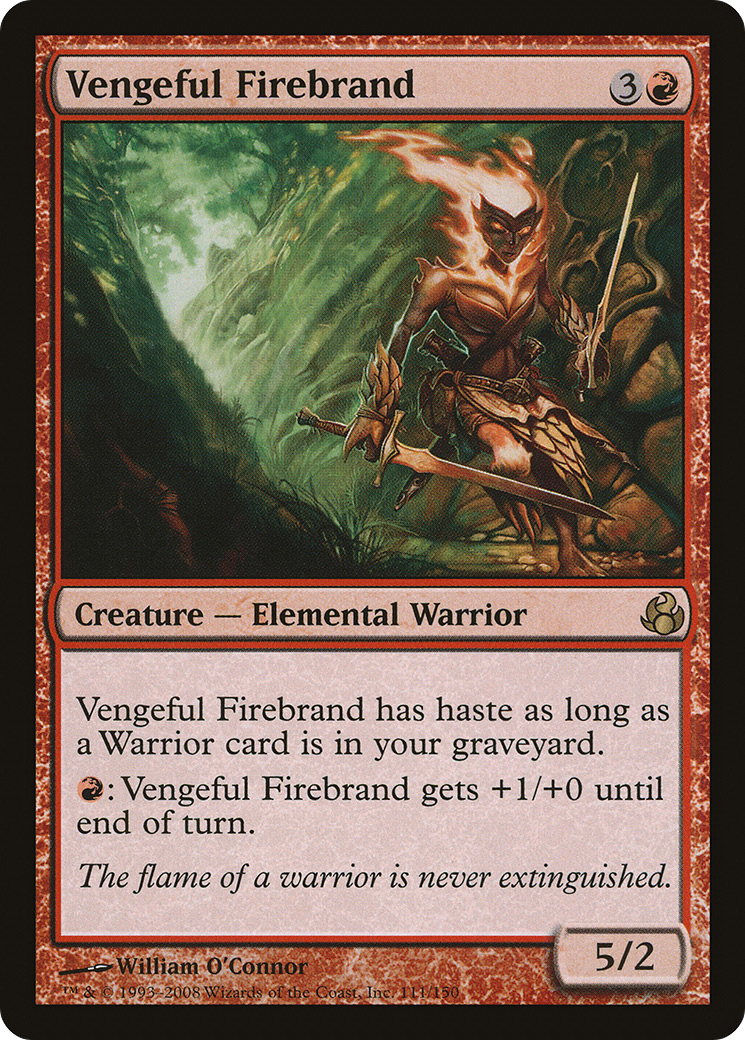 Vengeful Firebrand 3
Creature — Elemental Warrior
Vengeful Firebrand has haste as long as
a Warrior card is in your graveyard.
: Vengeful Firebrand gets +1/+0 until
end of turn.
The flame of a warrior is never extinguished.
5/2
William O'Connor
™ & © 1993–2008 Wizards of the Coast, Inc. 111/150